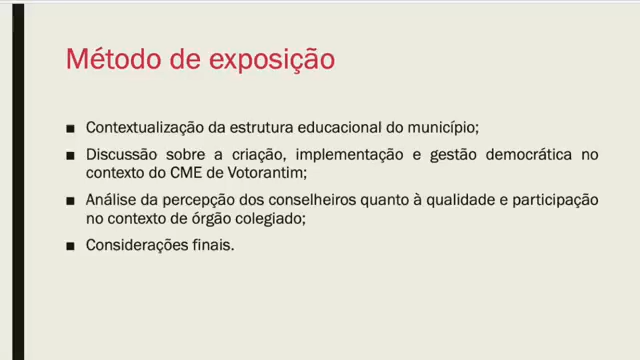 Método de exposição
■ Contextualização da estrutura educacional do município;
■ Discussão sobre a criação, implementação e gestão democrática no
contexto do CME de Votorantim;
■ Análise da percepção dos conselheiros quanto à qualidade e participação
no contexto de órgão colegiado;
■ Considerações finais.